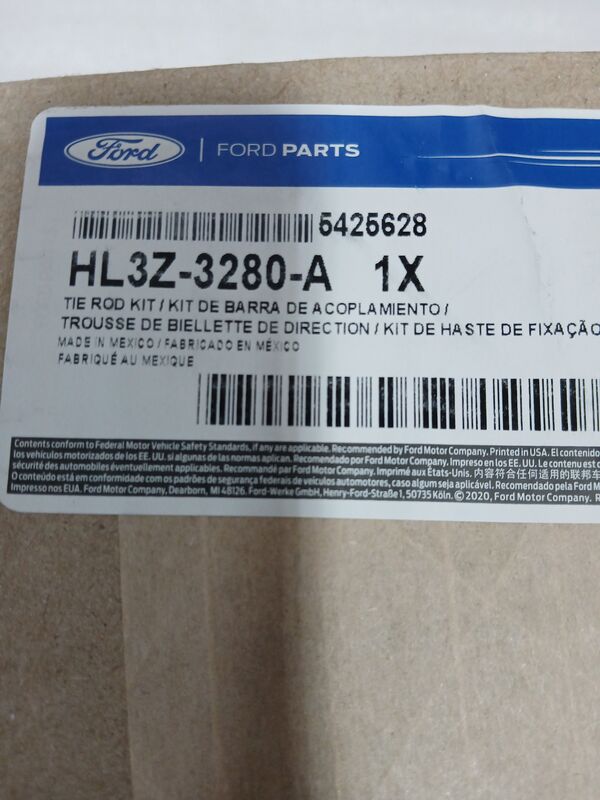 Ford | FORD PARTS
5425628
HL3Z-3280-A 1X
TIE ROD KIT / KIT DE BARRA DE ACOPLAMIENTO /
TROUSSE DE BIELLETTE DE DIRECTION / KIT DE HASTE DE FIXAÇÃO
MADE IN MEXICO / FABRICADO EN MÉXICO
FABRIQUÉ AU MEXIQUE
Contents conform to Federal Motor Vehicle Safety Standards, if any are applicable. Recommended by Ford Motor Company. Printed in USA. El contenido
los vehículos motorizados de los EE. UU. si algunas de las normas aplican. Recomendado por Ford Motor Company. Impreso en los EE. UU. Le contenu est
sécurité des automobiles éventuellement applicables. Recommandé par Ford Motor Company. Imprimé aux États-Unis. 内容符合任何适用的联邦车
O conteúdo está em conformidade com os padrões de segurança federais de veículos automotores, caso algum seja aplicável. Recomendado pela Ford M
Impresso nos EUA. Ford Motor Company, Dearborn, MI 48126. Ford-Werke GmbH, Henry-Ford-Straße 1, 50735 Köln. © 2020, Ford Motor Company.